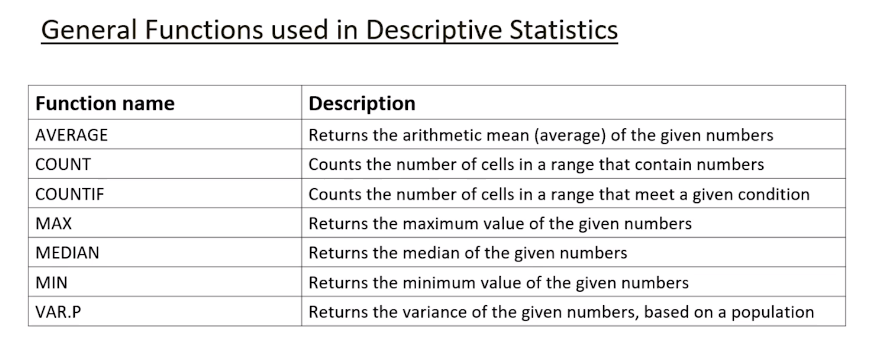 General Functions used in Descriptive Statistics
Function name Description
AVERAGE Returns the arithmetic mean (average) of the given numbers
COUNT Counts the number of cells in a range that contain numbers
COUNTIF Counts the number of cells in a range that meet a given condition
MAX Returns the maximum value of the given numbers
MEDIAN Returns the median of the given numbers
MIN Returns the minimum value of the given numbers
VAR.P Returns the variance of the given numbers, based on a population